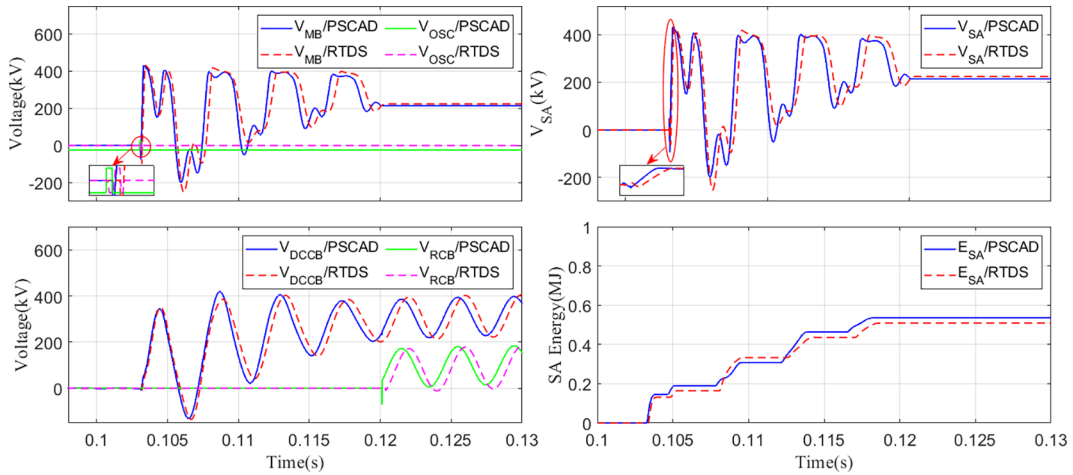 600
400
200
0
-200
Voltage(kV)
V_MB/PSCAD
V_MB/RTDS
V_OSC/PSCAD
V_OSC/RTDS
400
200
0
-200
V_SA(kV)
V_SA/PSCAD
V_SA/RTDS
600
400
200
0
Voltage(kV)
V_DCCB/PSCAD
V_DCCB/RTDS
V_RCB/PSCAD
V_RCB/RTDS
0.1 0.105 0.11 0.115 0.12 0.125 0.13
Time(s)
1
0.8
0.6
0.4
0.2
0
SA Energy(MJ)
E_SA/PSCAD
E_SA/RTDS
0.1 0.105 0.11 0.115 0.12 0.125 0.13
Time(s)